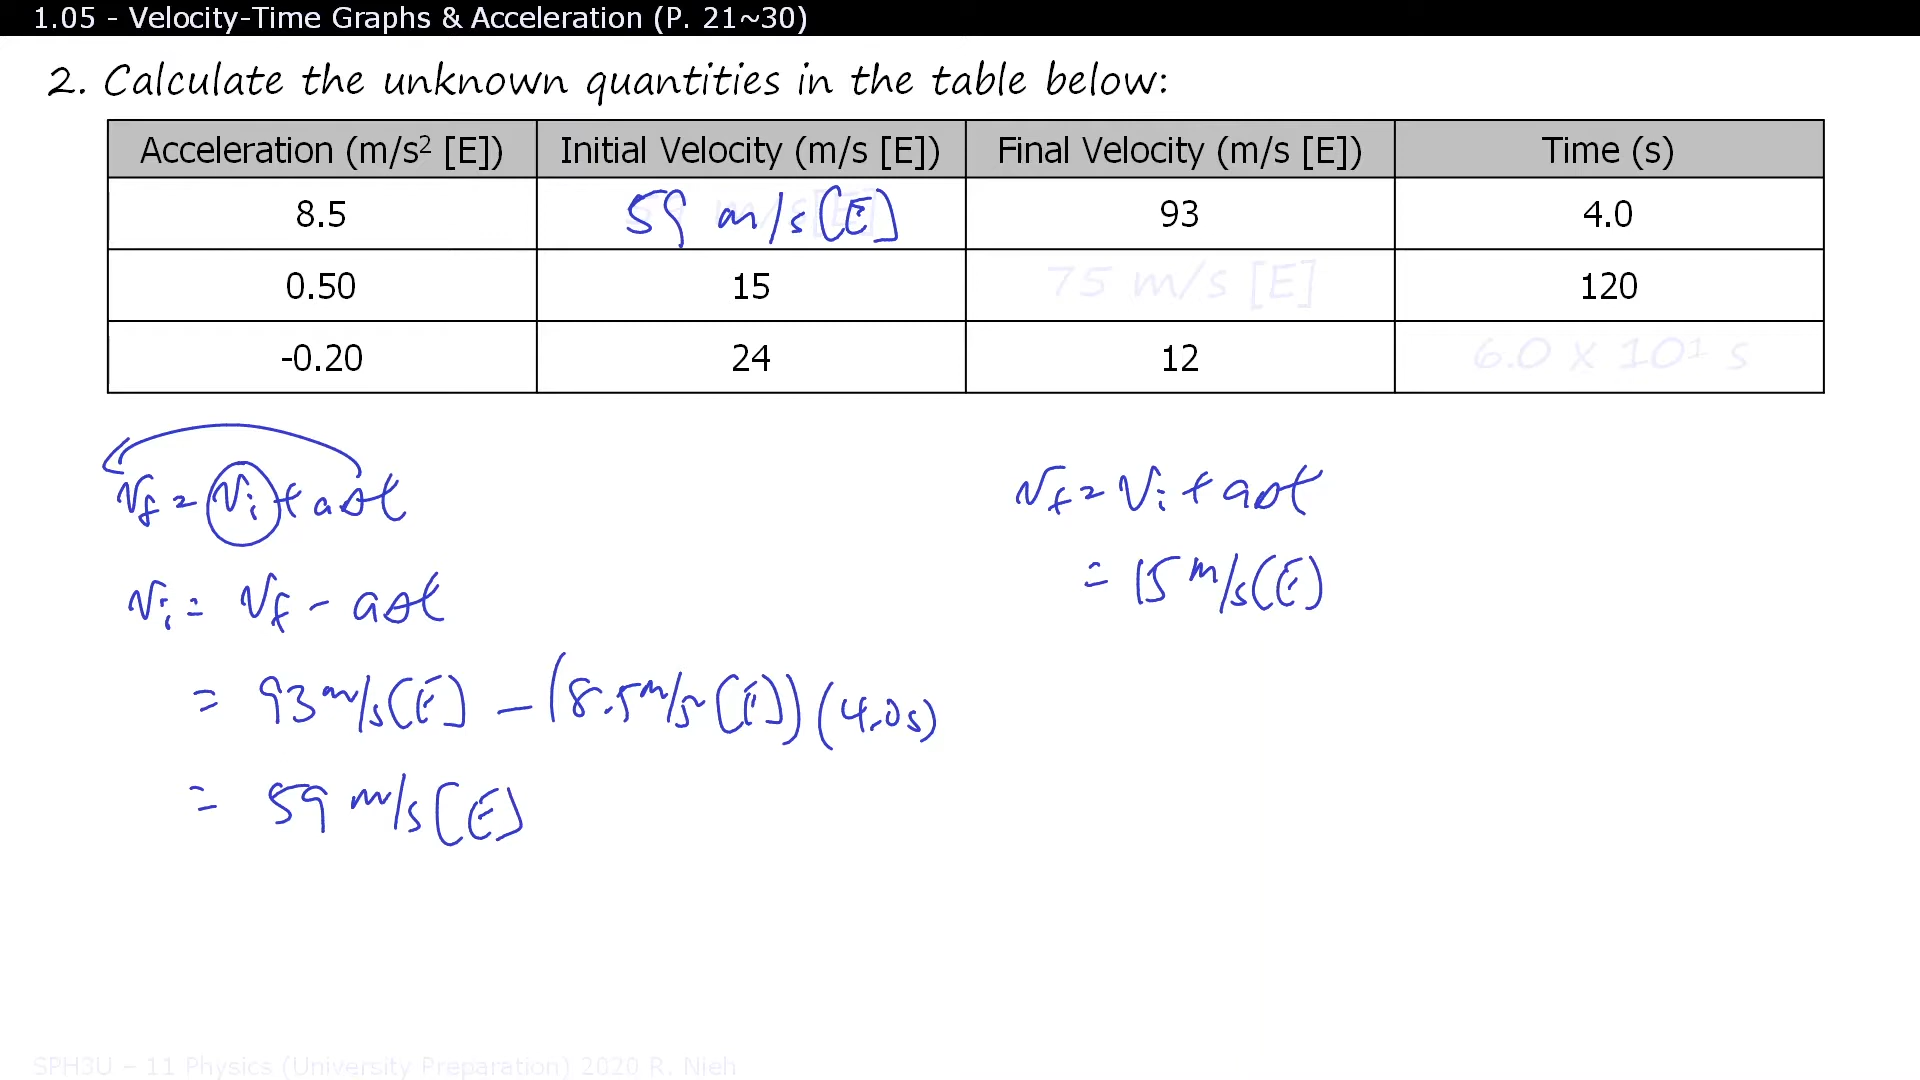 1.05 - Velocity-Time Graphs & Acceleration (P. 21~30)
2. Calculate the unknown quantities in the table below:
Acceleration (m/s² [E]) Initial Velocity (m/s [E]) Final Velocity (m/s [E]) Time (s)
8.5 59 m/s [E] 93 4.0
0.50 15 75 m/s [E] 120
-0.20 24 12 6.0 x 10¹ s
vf = vi + aΔt
vi = vf - aΔt
= 93 m/s [E] - (8.5 m/s² [E]) (4.0s)
= 59 m/s [E]
vf = vi + aΔt
= 15 m/s [E]
SPH3U – 11 Physics (University Preparation) 2020 R. Nieh